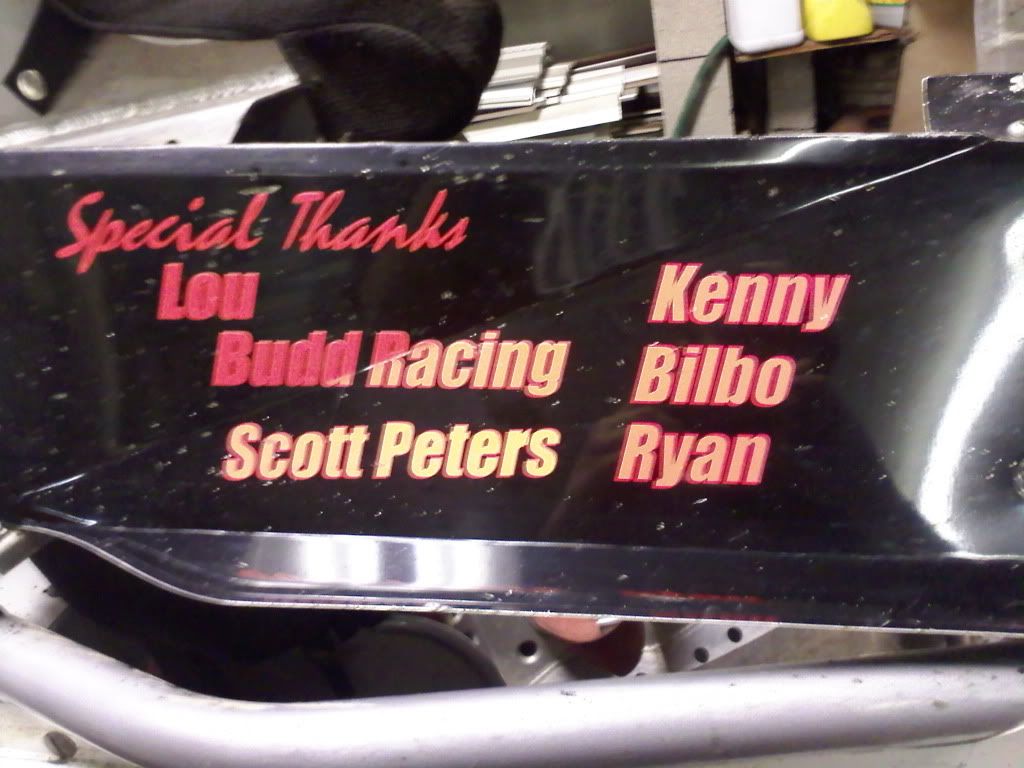 Special Thanks
Lou
Budd Racing
Scott Peters
Kenny
Bilbo
Ryan